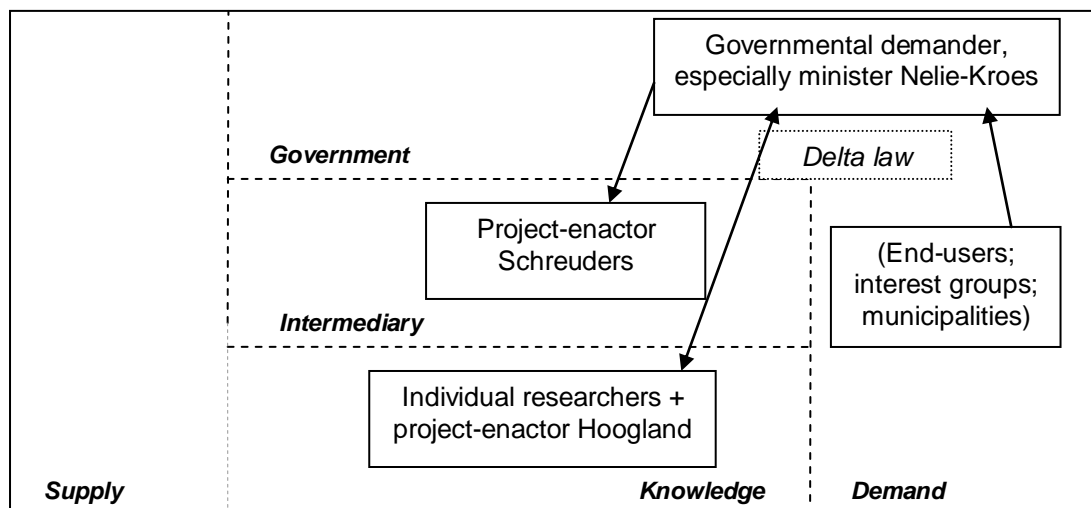 Governmental demander,
especially minister Nelie-Kroes
Government
Delta law
Project-enactor
Schreuders
(End-users;
interest groups;
municipalities)
Intermediary
Individual researchers +
project-enactor Hoogland
Supply
Knowledge
Demand